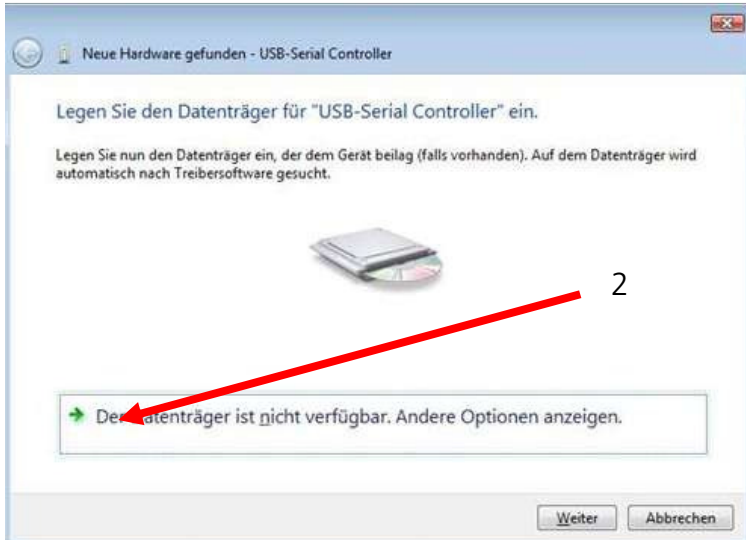 Neue Hardware gefunden - USB-Serial Controller
Legen Sie den Datenträger für "USB-Serial Controller" ein.
Legen Sie nun den Datenträger ein, der dem Gerät beilag (falls vorhanden). Auf dem Datenträger wird
automatisch nach Treibersoftware gesucht.
2
Der Datenträger ist nicht verfügbar. Andere Optionen anzeigen.
Weiter Abbrechen